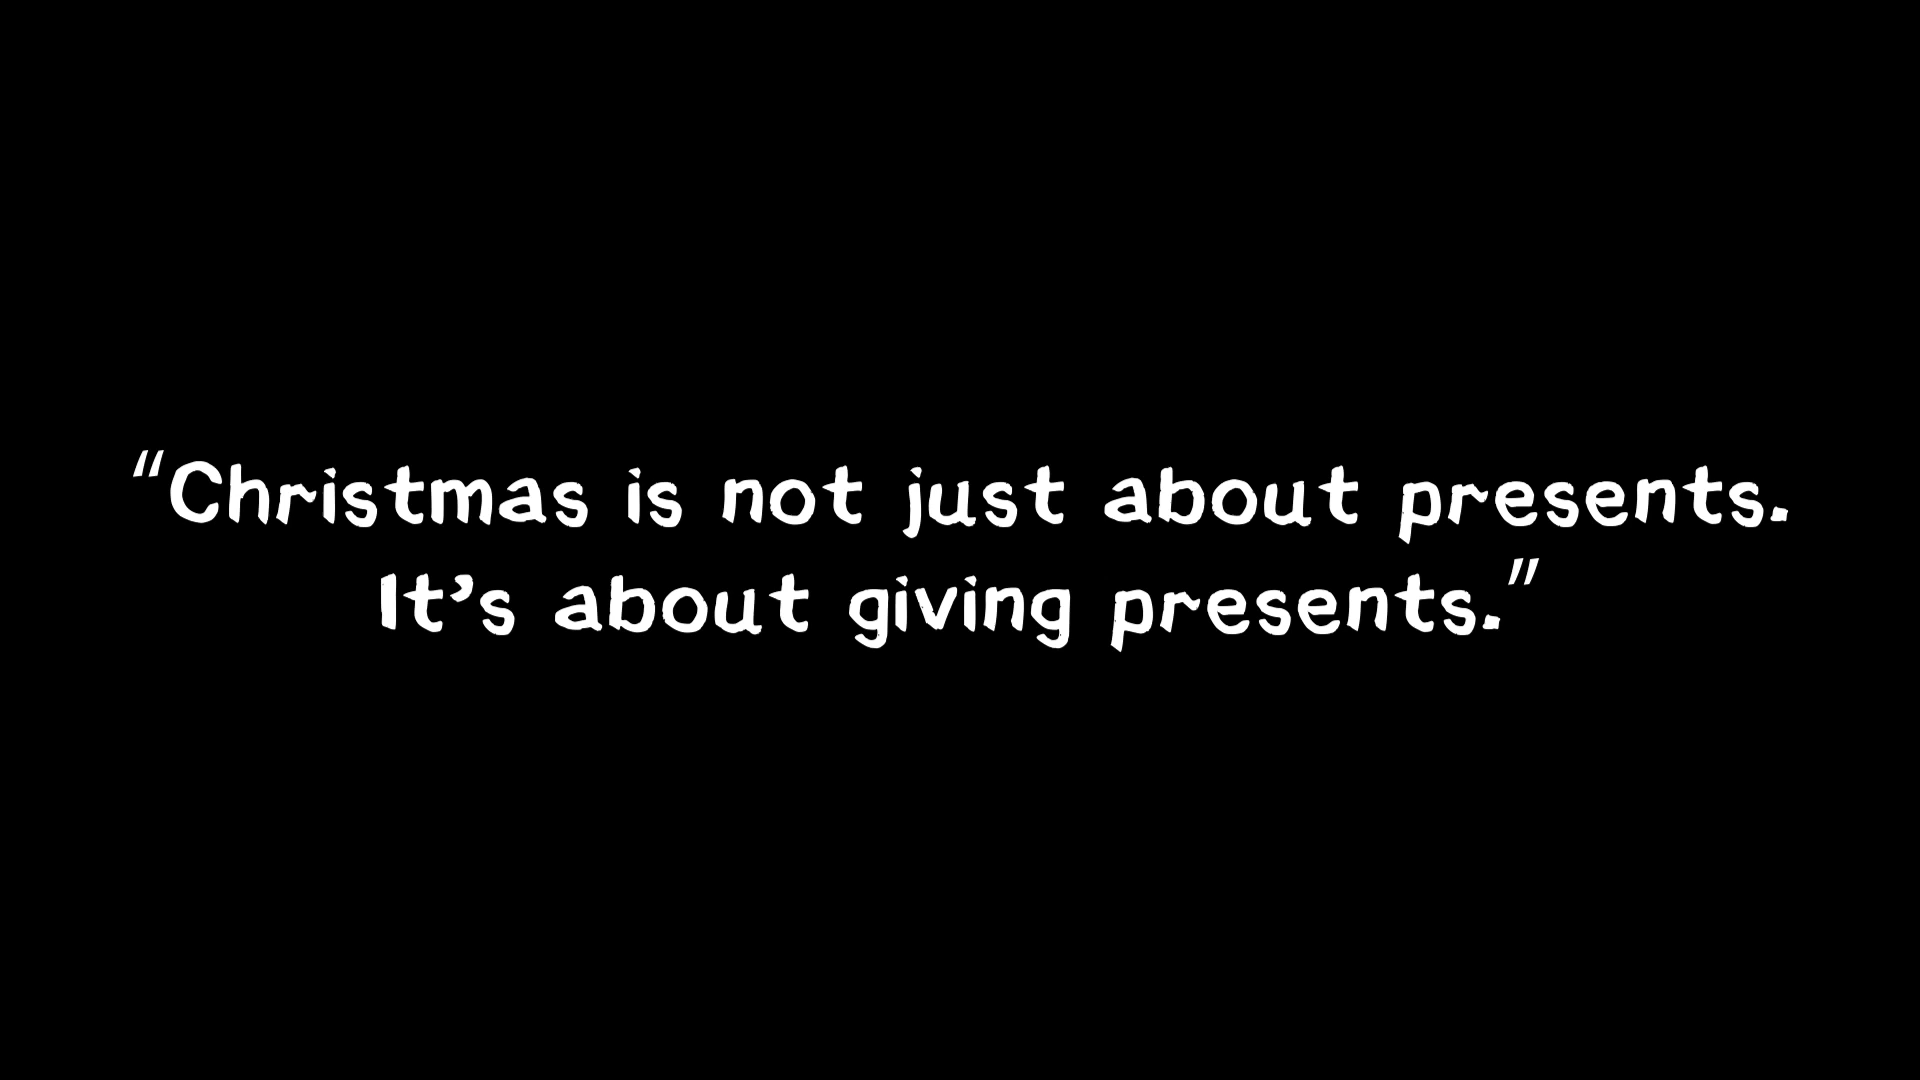 “Christmas is not just about presents.
It’s about giving presents.”